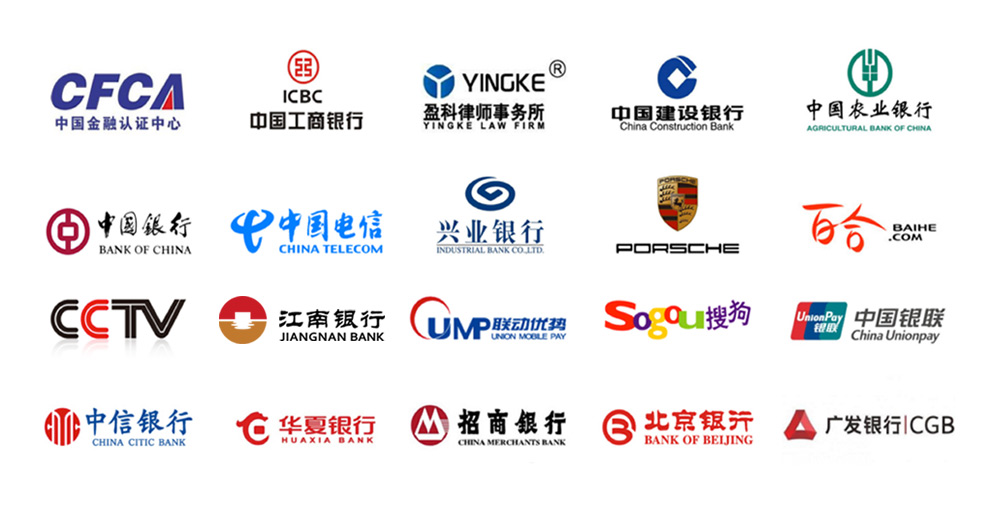 CFCA
中国金融认证中心
ICBC
中国工商银行
YINGKE®
盈科律师事务所
YINGKE LAW FIRM
中国建设银行
China Construction Bank
中国农业银行
AGRICULTURAL BANK OF CHINA
中国銀行
BANK OF CHINA
中国电信
CHINA TELECOM
兴业银行
INDUSTRIAL BANK CO.,LTD.
PORSCHE
PORSCHE
百合
BAIHE
.COM
CCTV
江南银行
JIANGNAN BANK
UMP联动优势
UNION MOBILE PAY
Sogou搜狗
UnionPay
银联
中国银联
China Unionpay
中信银行
CHINA CITIC BANK
华夏银行
HUAXIA BANK
招商银行
CHINA MERCHANTS BANK
北京银行
BANK OF BEIJING
广发银行|CGB